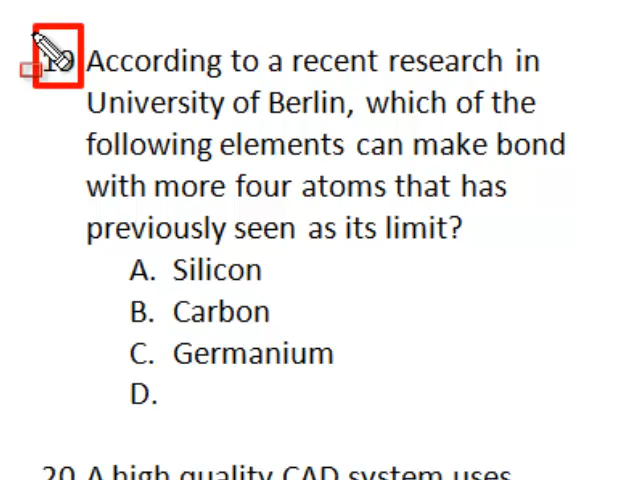 19 According to a recent research in
University of Berlin, which of the
following elements can make bond
with more four atoms that has
previously seen as its limit?
A. Silicon
B. Carbon
C. Germanium
D.
20 A high quality CAD system uses